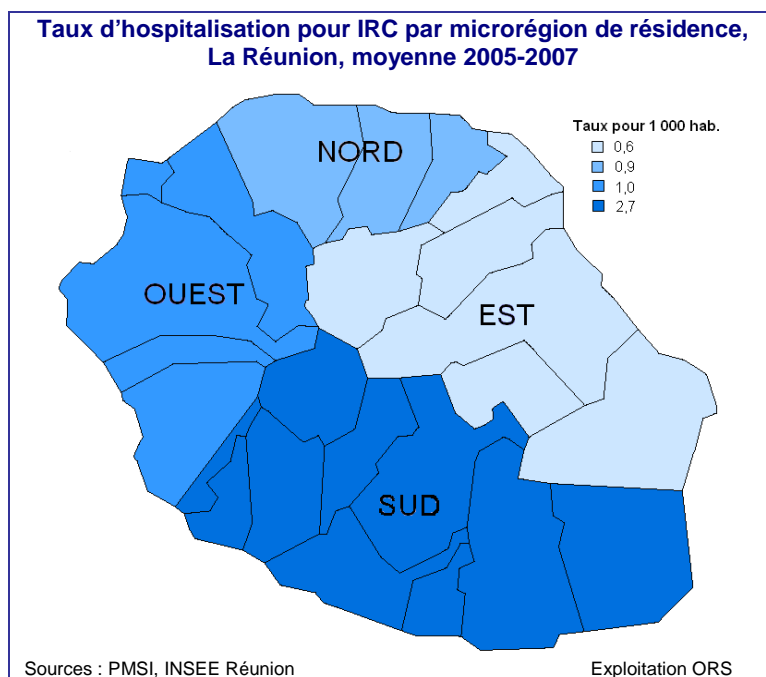 Taux d’hospitalisation pour IRC par microrégion de résidence,
La Réunion, moyenne 2005-2007
Taux pour 1 000 hab.
0,6
0,9
1,0
2,7
NORD
OUEST
EST
SUD
Sources : PMSI, INSEE Réunion
Exploitation ORS